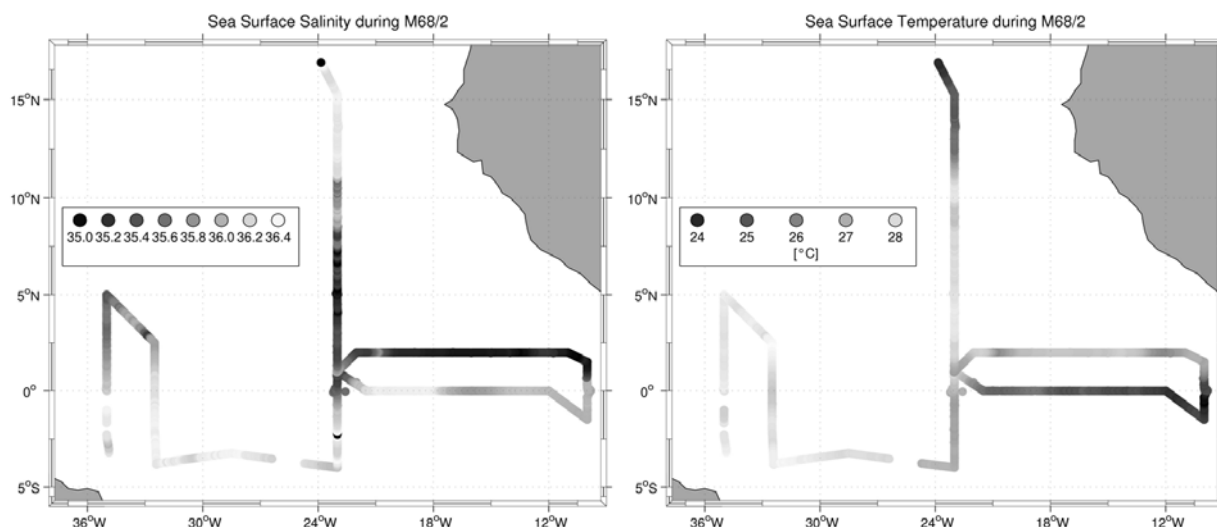 Sea Surface Salinity during M68/2
15°N
10°N
5°N
0°
5°S
35.0 35.2 35.4 35.6 35.8 36.0 36.2 36.4
36°W 30°W 24°W 18°W 12°W
Sea Surface Temperature during M68/2
15°N
10°N
5°N
0°
5°S
24 25 26 27 28
[°C]
36°W 30°W 24°W 18°W 12°W